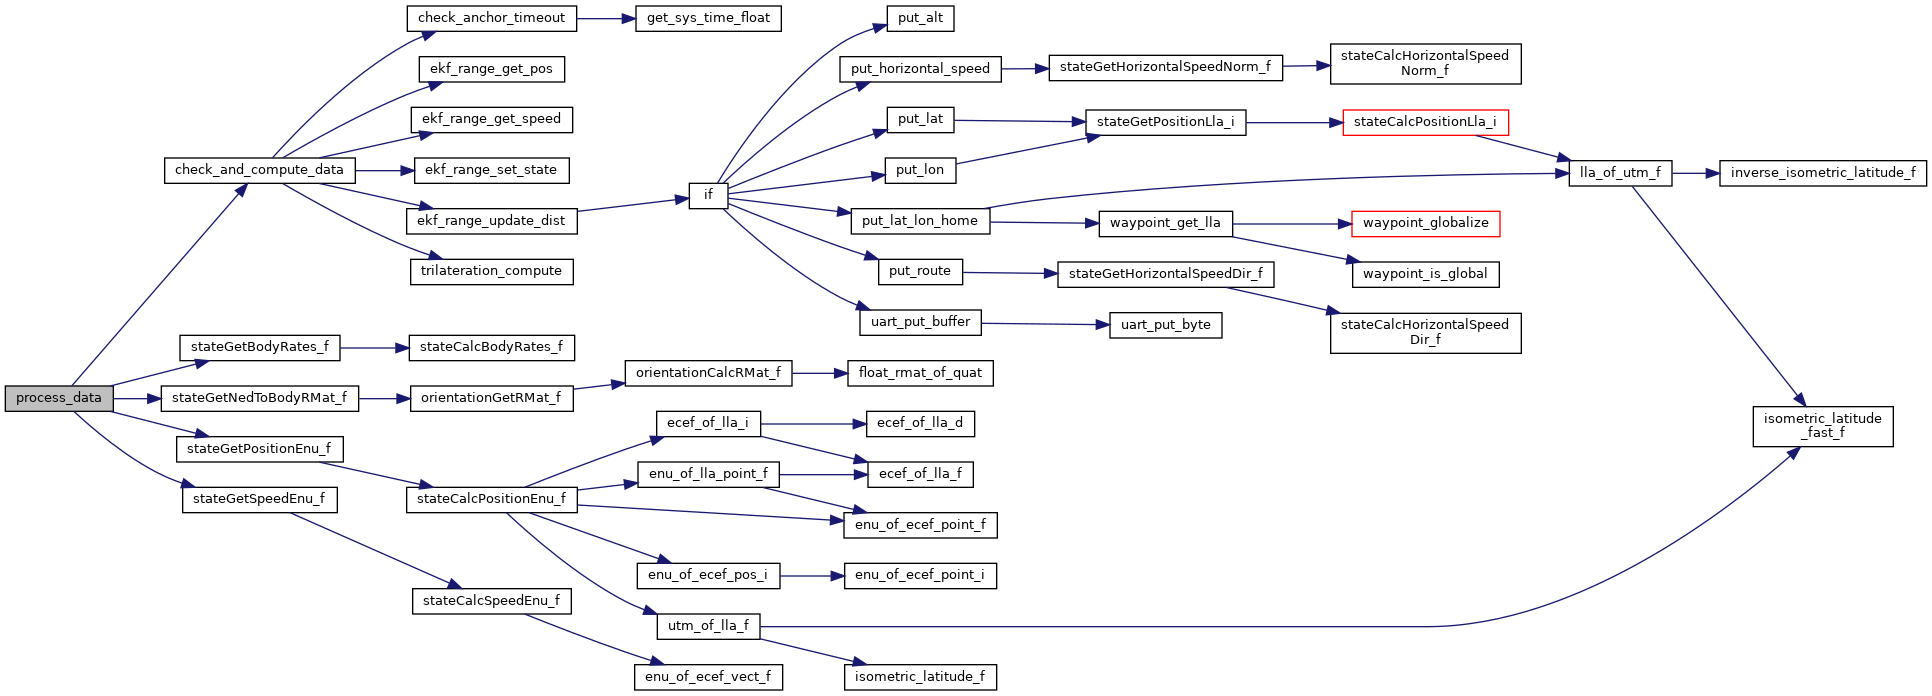 process_data
check_and_compute_data
stateGetBodyRates_f
stateGetNedToBodyRMat_f
stateGetPositionEnu_f
stateGetSpeedEnu_f
check_anchor_timeout
ekf_range_get_pos
ekf_range_get_speed
ekf_range_set_state
ekf_range_update_dist
trilateration_compute
stateCalcBodyRates_f
orientationGetRMat_f
stateCalcPositionEnu_f
stateCalcSpeedEnu_f
get_sys_time_float
if
orientationCalcRMat_f
ecef_of_lla_i
enu_of_lla_point_f
enu_of_ecef_pos_i
utm_of_lla_f
enu_of_ecef_vect_f
put_alt
put_horizontal_speed
put_lat
put_lon
put_lat_lon_home
put_route
uart_put_buffer
float_rmat_of_quat
ecef_of_lla_d
ecef_of_lla_f
enu_of_ecef_point_f
enu_of_ecef_point_i
isometric_latitude_f
stateGetHorizontalSpeedNorm_f
stateGetPositionLla_i
waypoint_get_lla
stateGetHorizontalSpeedDir_f
uart_put_byte
stateCalcHorizontalSpeed
Norm_f
stateCalcPositionLla_i
waypoint_globalize
waypoint_is_global
stateCalcHorizontalSpeed
Dir_f
lla_of_utm_f
inverse_isometric_latitude_f
isometric_latitude
_fast_f